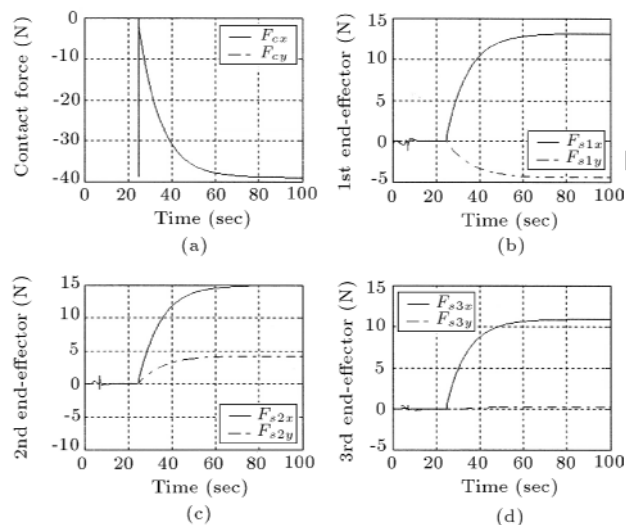 Contact force (N)
0
-10
-20
-30
-40
F_cx
F_cy
0 20 40 60 80 100
Time (sec)
(a)
1st end-effector (N)
15
10
5
0
-5
F_s1x
F_s1y
0 20 40 60 80 100
Time (sec)
(b)
2nd end-effector (N)
15
10
5
0
-5
-10
F_s2x
F_s2y
0 20 40 60 80 100
Time (sec)
(c)
3rd end-effector (N)
15
10
5
0
-5
F_s3x
F_s3y
0 20 40 60 80 100
Time (sec)
(d)